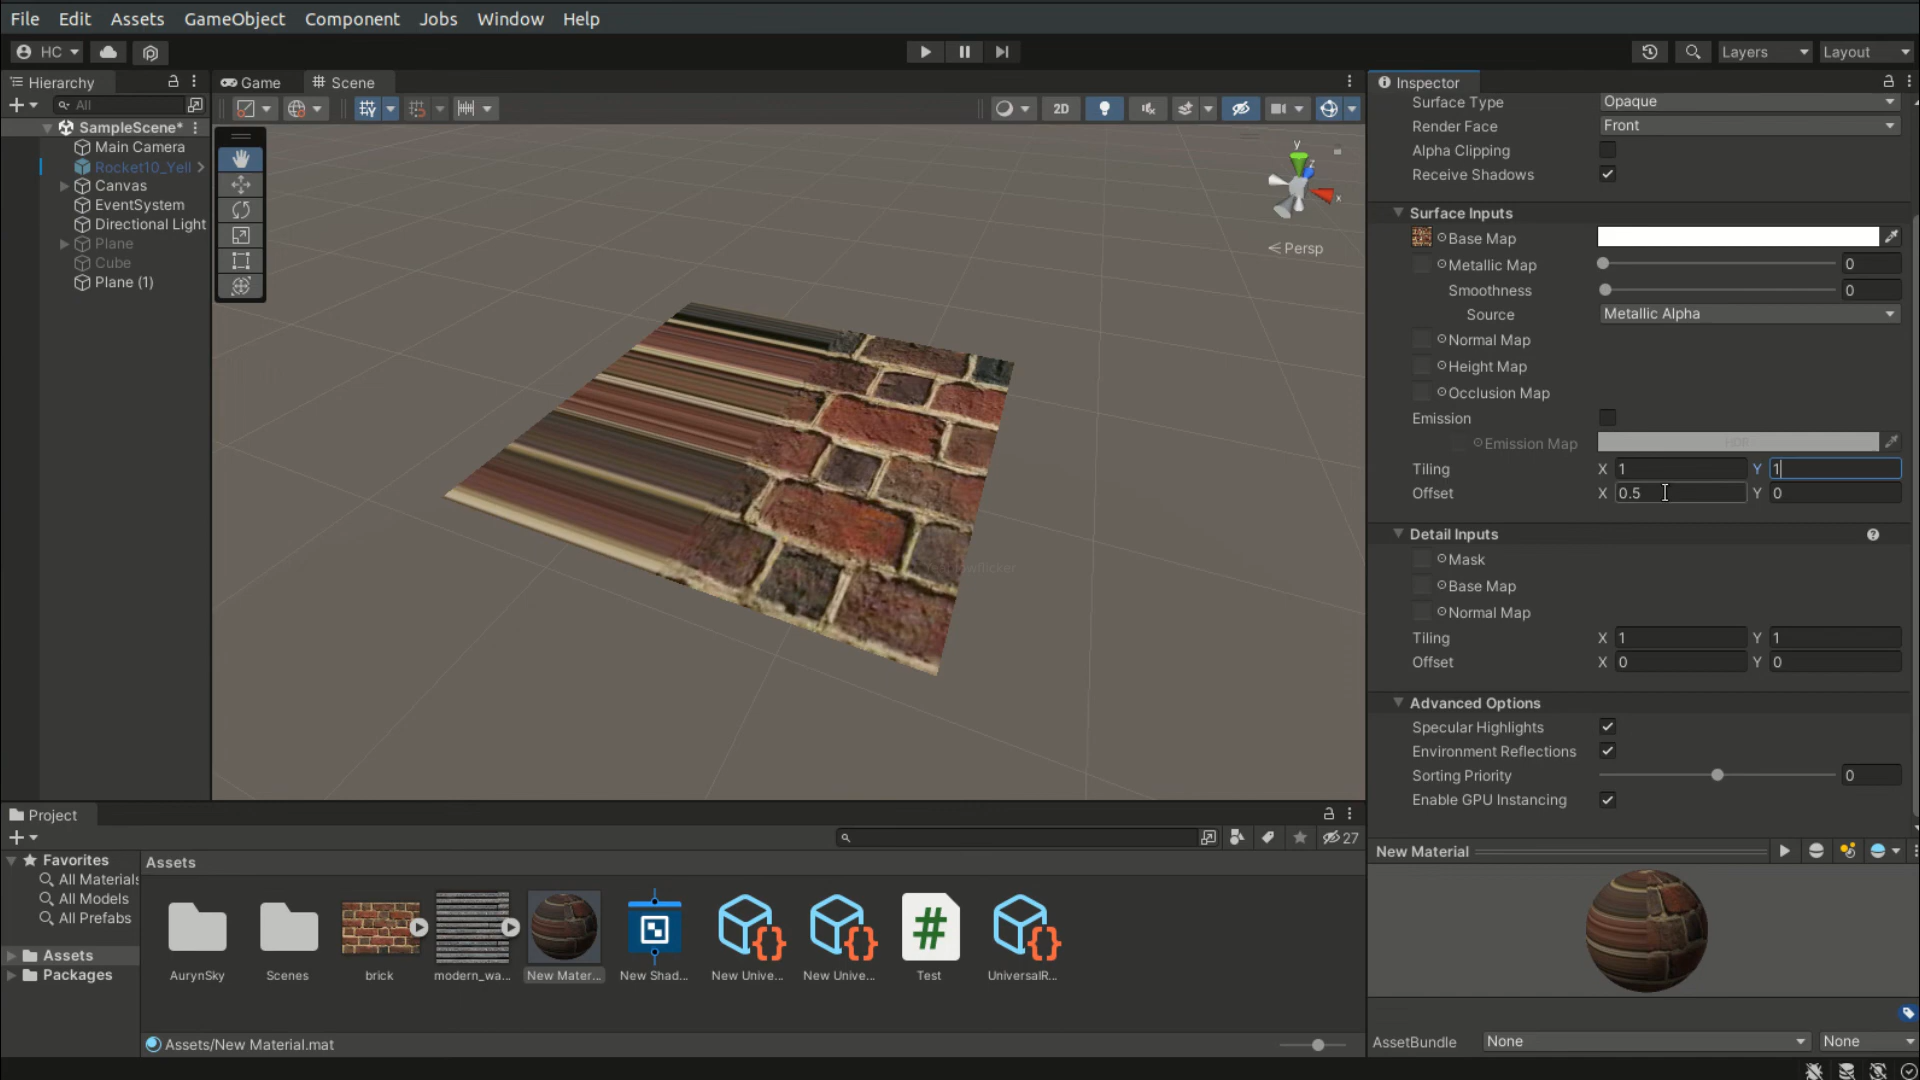 File Edit Assets GameObject Component Jobs Window Help
HC Layers Layout
Hierarchy
All
SampleScene*
Main Camera
Rocket10_Yell
Canvas
EventSystem
Directional Light
Plane
Cube
Plane (1)
Game Scene
2D
y
z
x
Persp
Inspector
Surface Type Opaque
Render Face Front
Alpha Clipping
Receive Shadows
Surface Inputs
Base Map
Metallic Map 0
Smoothness 0
Source Metallic Alpha
Normal Map
Height Map
Occlusion Map
Emission
Emission Map HDR
Tiling X 1 Y 1
Offset X 0.5 Y 0
Detail Inputs
Mask
Base Map
Normal Map
Tiling X 1 Y 1
Offset X 0 Y 0
Advanced Options
Specular Highlights
Environment Reflections
Sorting Priority 0
Enable GPU Instancing
New Material
AssetBundle None None
Project
27
Favorites
All Materials
All Models
All Prefabs
Assets
Packages
Assets
AurynSky
Scenes
brick
modern_wa...
New Mater...
New Shad...
New Unive...
New Unive...
Test
UniversalR...
Assets/New Material.mat